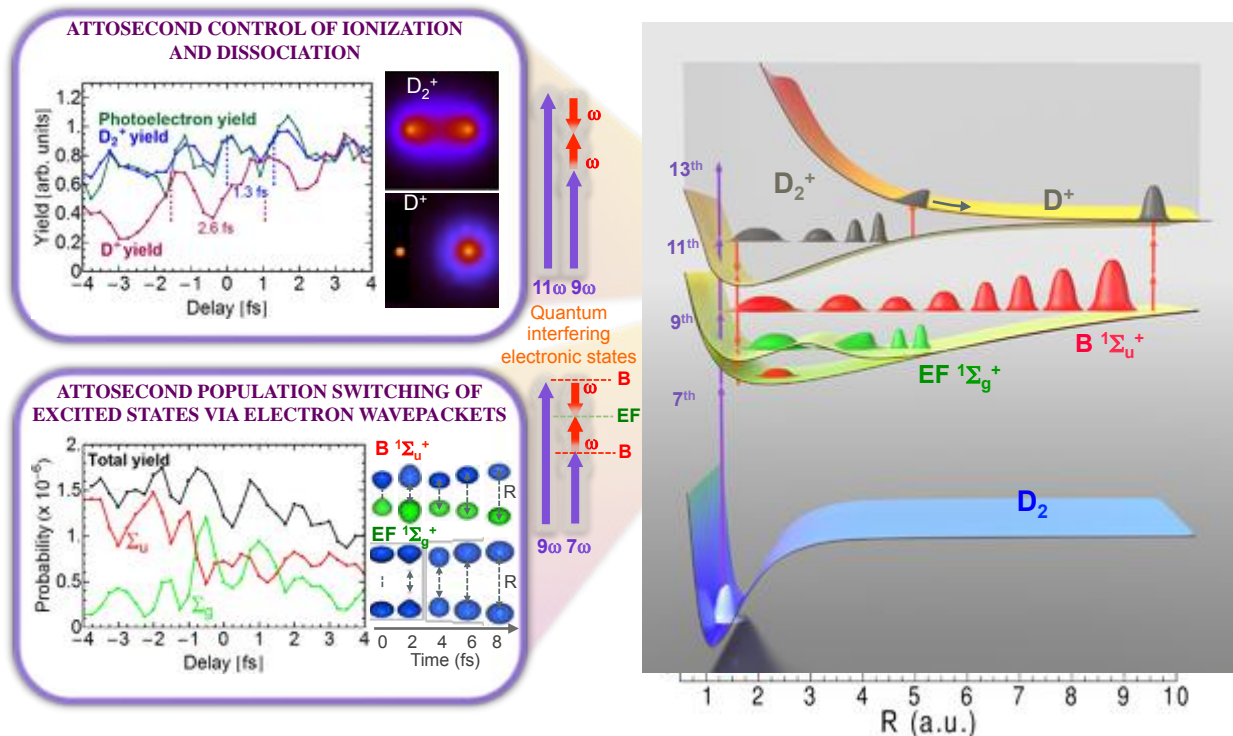 ATTOSECOND CONTROL OF IONIZATION
AND DISSOCIATION
Yield [arb. units]
1.2
1
0.8
0.6
0.4
0.2
0
Photoelectron yield
D₂⁺ yield
1.3 fs
2.6 fs
D⁺ yield
−4 −3 −2 −1 0 1 2 3 4
Delay [fs]
D₂⁺
D⁺
ω
ω
11ω 9ω
Quantum
interfering
electronic states
ATTOSECOND POPULATION SWITCHING OF
EXCITED STATES VIA ELECTRON WAVEPACKETS
Probability (x 10⁻⁶)
2.
1.5
1.0
0.5
0
Total yield
Σᵤ
Σg
−4 −3 −2 −1 0 1 2 3 4
Delay [fs]
B ¹Σᵤ⁺
R
EF ¹Σg⁺
R
0 2 4 6 8
Time (fs)
B
ω
EF
ω
B
9ω 7ω
13ᵗʰ
11ᵗʰ
9ᵗʰ
7ᵗʰ
D₂⁺
D⁺
B ¹Σᵤ⁺
EF ¹Σg⁺
D₂
1 2 3 4 5 6 7 8 9 10
R (a.u.)